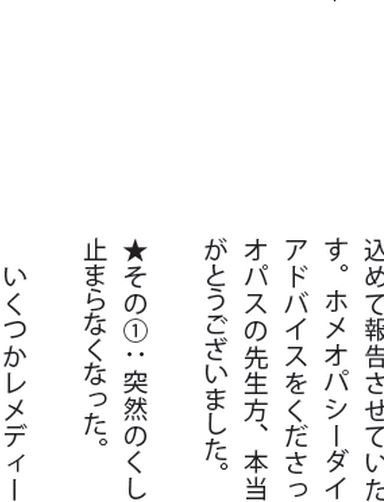 込めて報告させていた
す。ホメオパシーダイ
アドバイスをくださっ
オパスの先生方、本当
がとうございました。
★その①：突然のくし
止まらなくなった。
いくつかレメディー